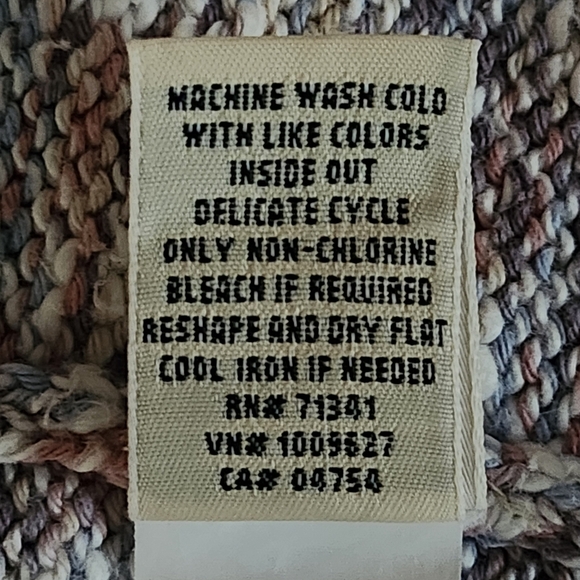 MACHINE WASH COLD
WITH LIKE COLORS
INSIDE OUT
DELICATE CYCLE
ONLY NON-CHLORINE
BLEACH IF REQUIRED
RESHAPE AND DRY FLAT
COOL IRON IF NEEDED
RN# 71341
VN# 1009627
CA# 04754